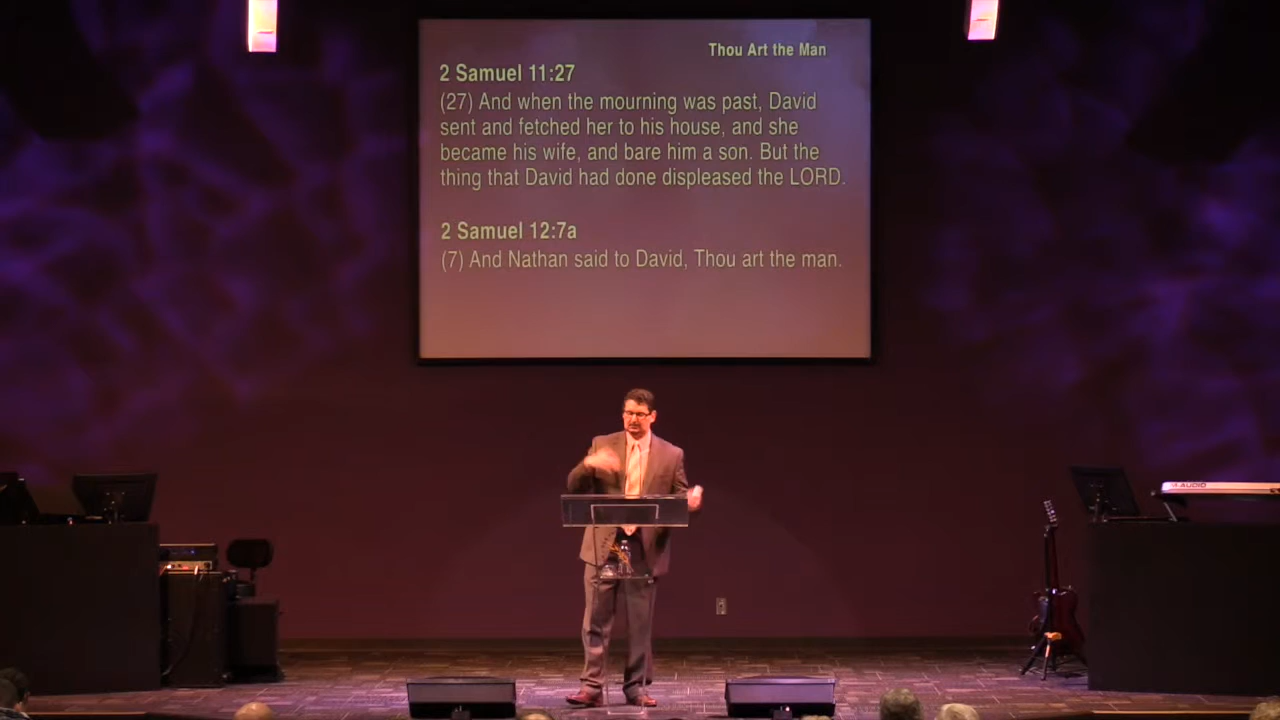 Thou Art the Man
2 Samuel 11:27
(27) And when the mourning was past, David
sent and fetched her to his house, and she
became his wife, and bare him a son. But the
thing that David had done displeased the LORD.
2 Samuel 12:7a
(7) And Nathan said to David, Thou art the man.
AUDIO